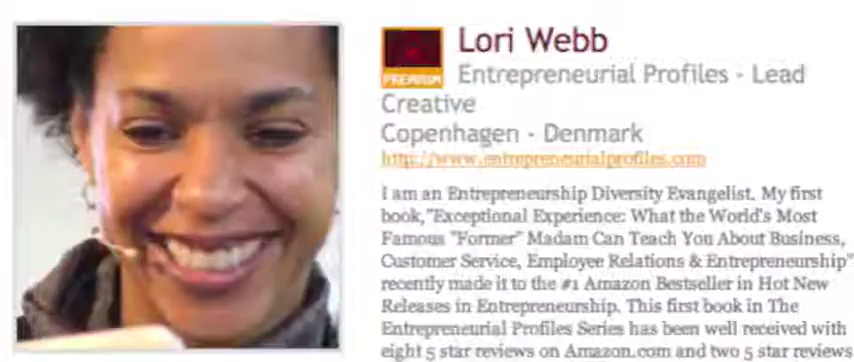 Lori Webb
PREMIUM
Entrepreneurial Profiles - Lead
Creative
Copenhagen - Denmark
http://www.entrepreneurialprofiles.com
I am an Entrepreneurship Diversity Evangelist. My first
book,"Exceptional Experience: What the World's Most
Famous "Former" Madam Can Teach You About Business,
Customer Service, Employee Relations & Entrepreneurship"
recently made it to the #1 Amazon Bestseller in Hot New
Releases in Entrepreneurship. This first book in The
Entrepreneurial Profiles Series has been well received with
eight 5 star reviews on Amazon.com and two 5 star reviews